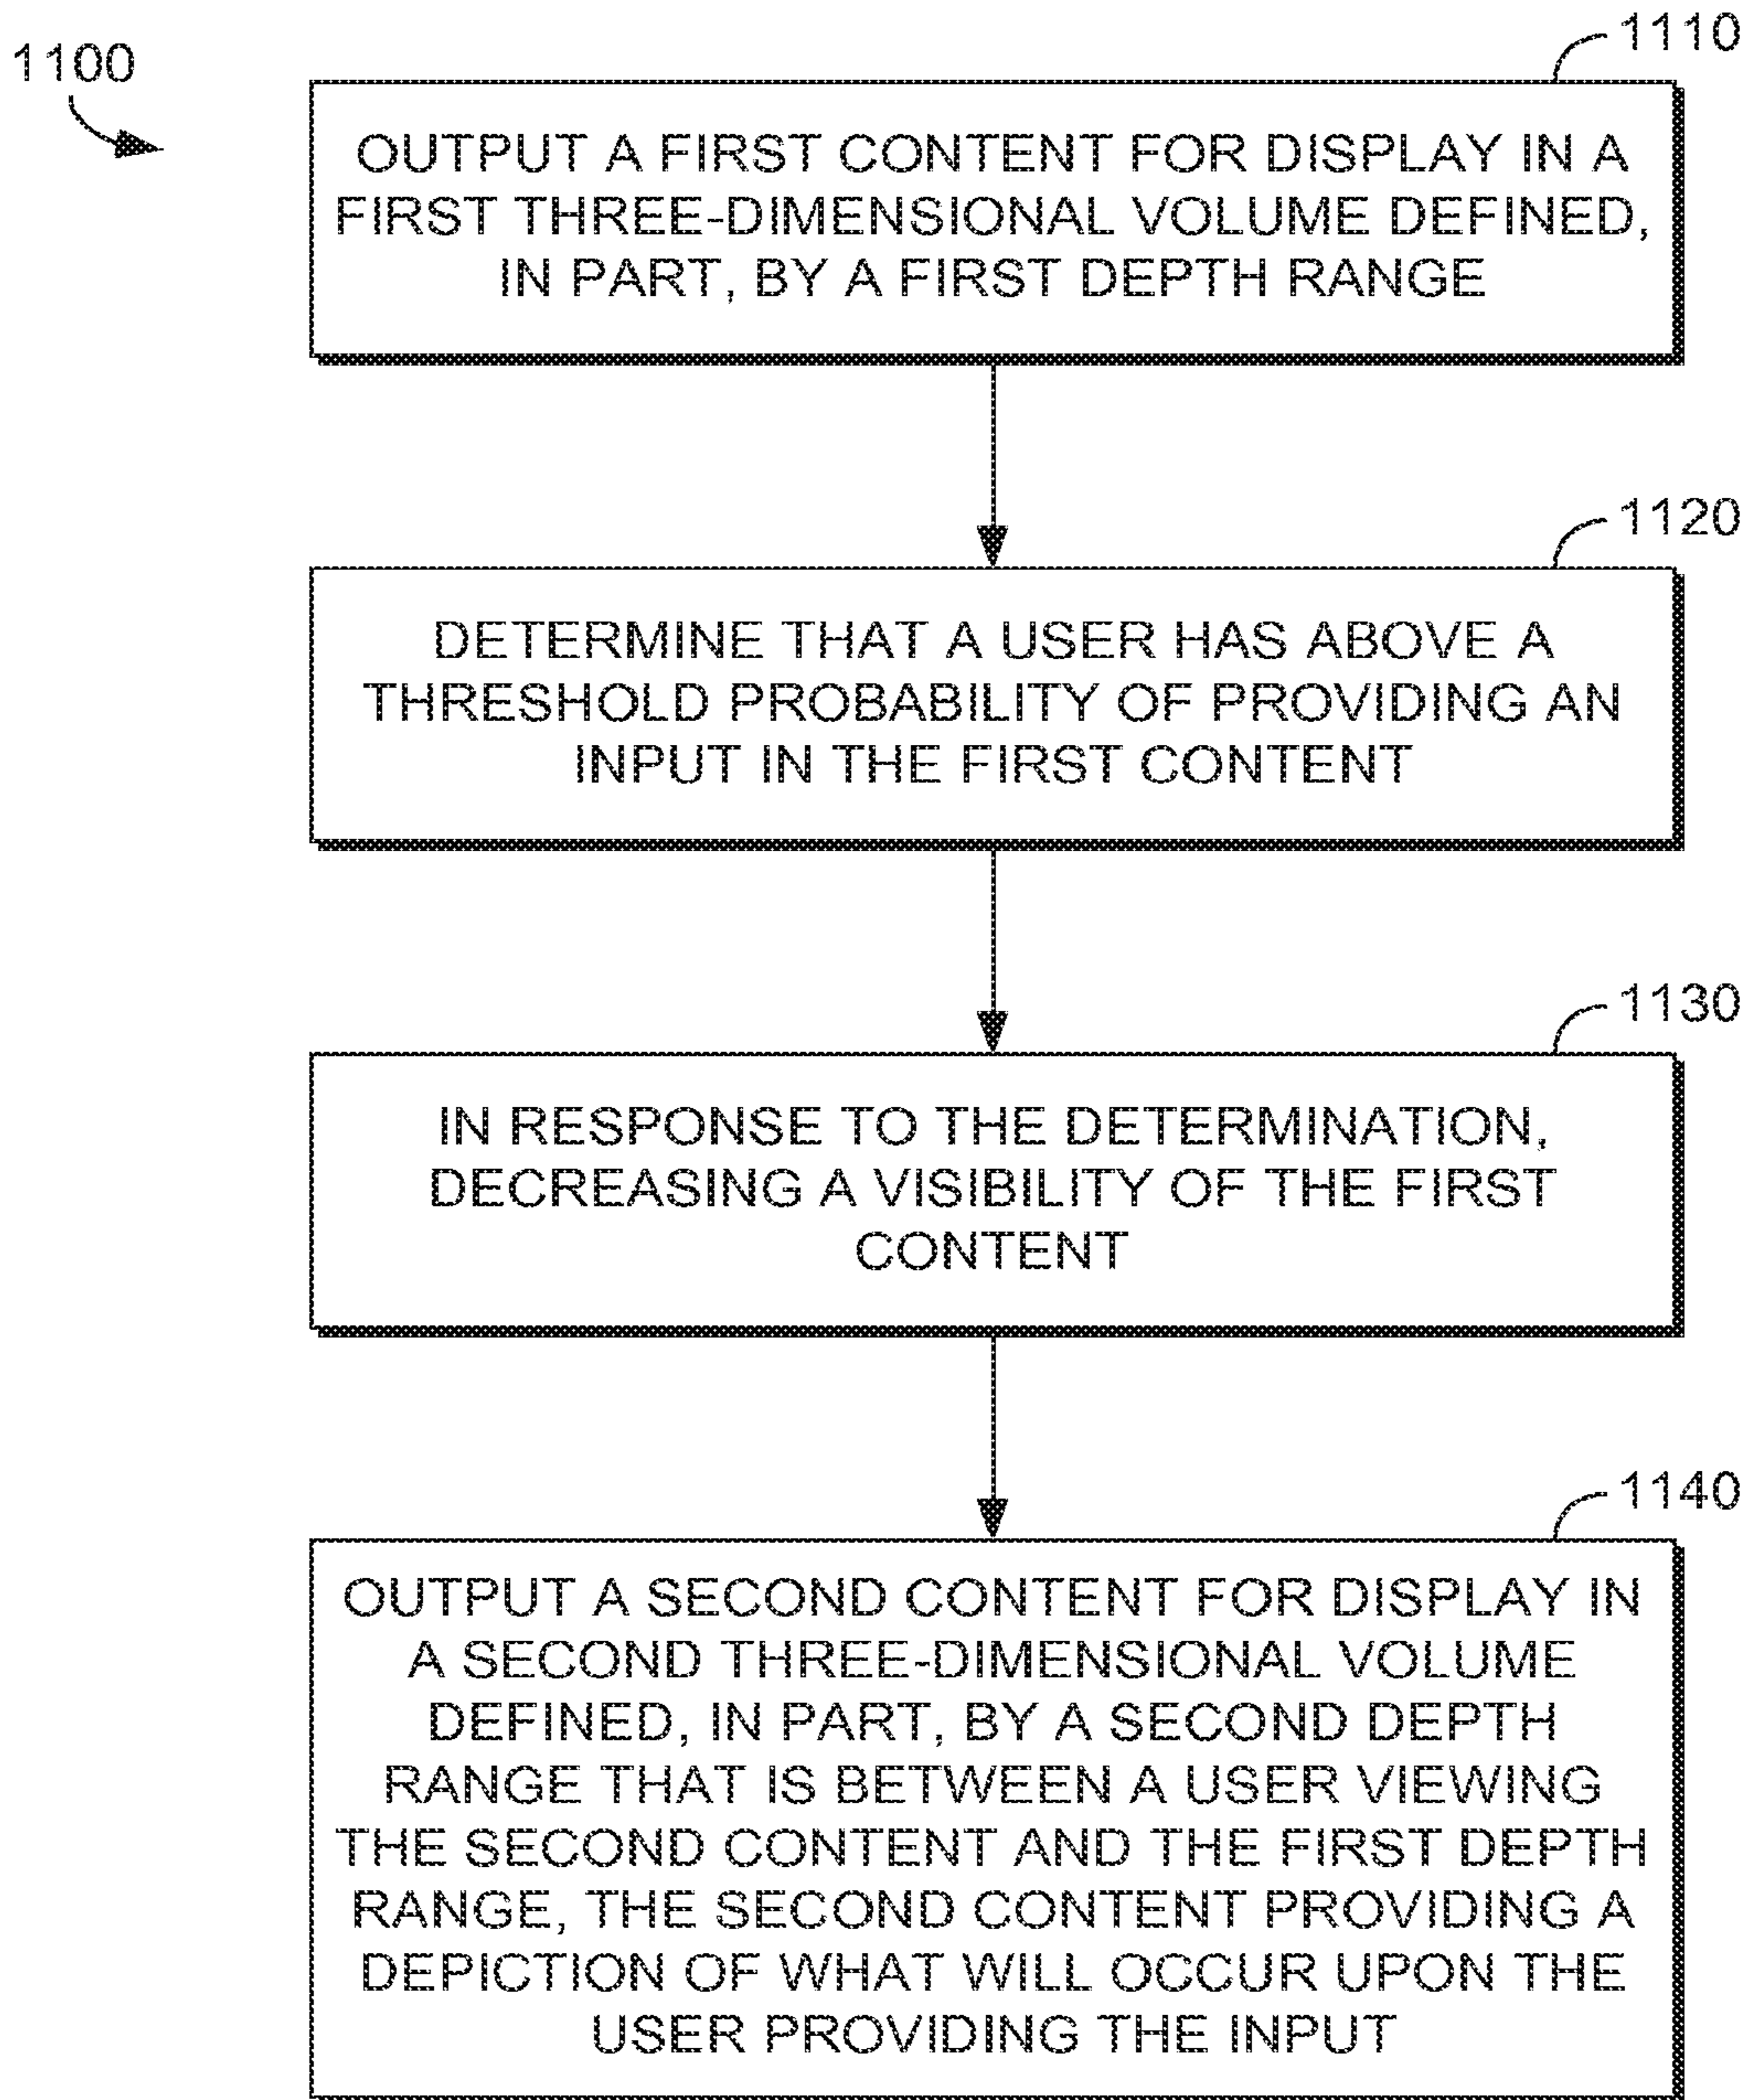 1100
1110
OUTPUT A FIRST CONTENT FOR DISPLAY IN A
FIRST THREE-DIMENSIONAL VOLUME DEFINED,
IN PART, BY A FIRST DEPTH RANGE
1120
DETERMINE THAT A USER HAS ABOVE A
THRESHOLD PROBABILITY OF PROVIDING AN
INPUT IN THE FIRST CONTENT
1130
IN RESPONSE TO THE DETERMINATION,
DECREASING A VISIBILITY OF THE FIRST
CONTENT
1140
OUTPUT A SECOND CONTENT FOR DISPLAY IN
A SECOND THREE-DIMENSIONAL VOLUME
DEFINED, IN PART, BY A SECOND DEPTH
RANGE THAT IS BETWEEN A USER VIEWING
THE SECOND CONTENT AND THE FIRST DEPTH
RANGE, THE SECOND CONTENT PROVIDING A
DEPICTION OF WHAT WILL OCCUR UPON THE
USER PROVIDING THE INPUT